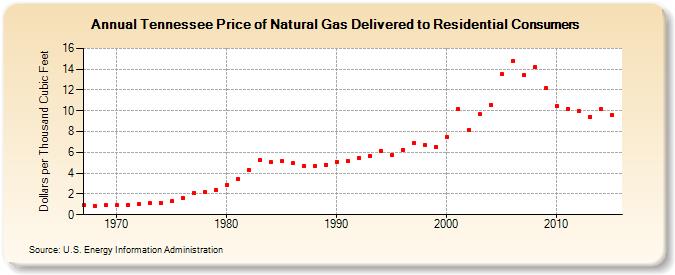 Annual Tennessee Price of Natural Gas Delivered to Residential Consumers
Dollars per Thousand Cubic Feet
16
14
12
10
8
6
4
2
0
1970 1980 1990 2000 2010
Source: U.S. Energy Information Administration